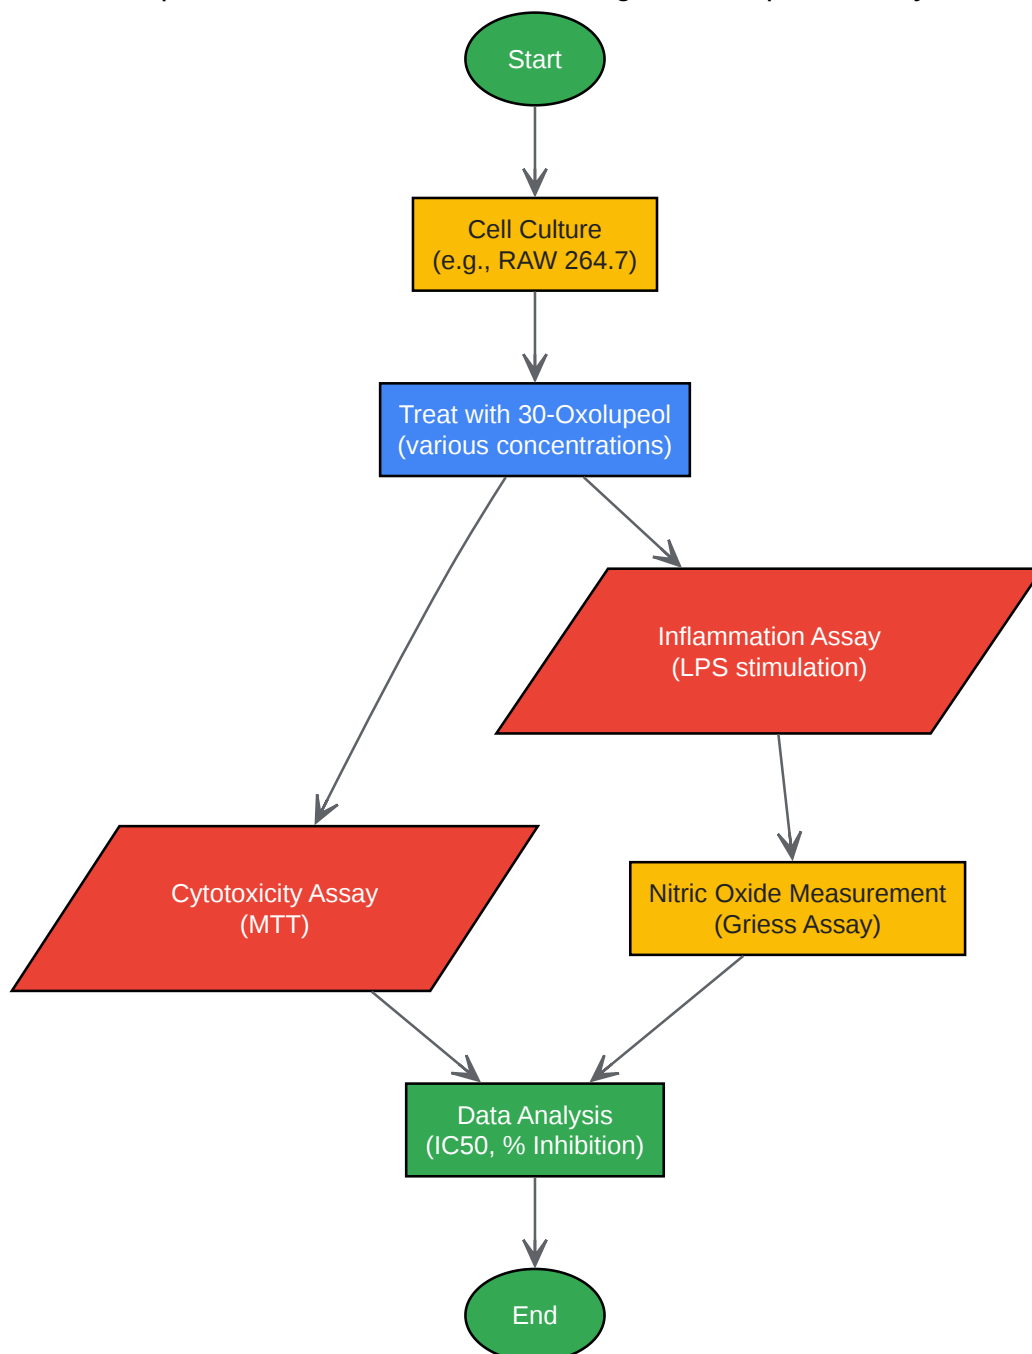 Start
Cell Culture
(e.g., RAW 264.7)
Treat with 30-Oxolupeol
(various concentrations)
Inflammation Assay
(LPS stimulation)
Cytotoxicity Assay
(MTT)
Nitric Oxide Measurement
(Griess Assay)
Data Analysis
(IC50, % Inhibition)
End